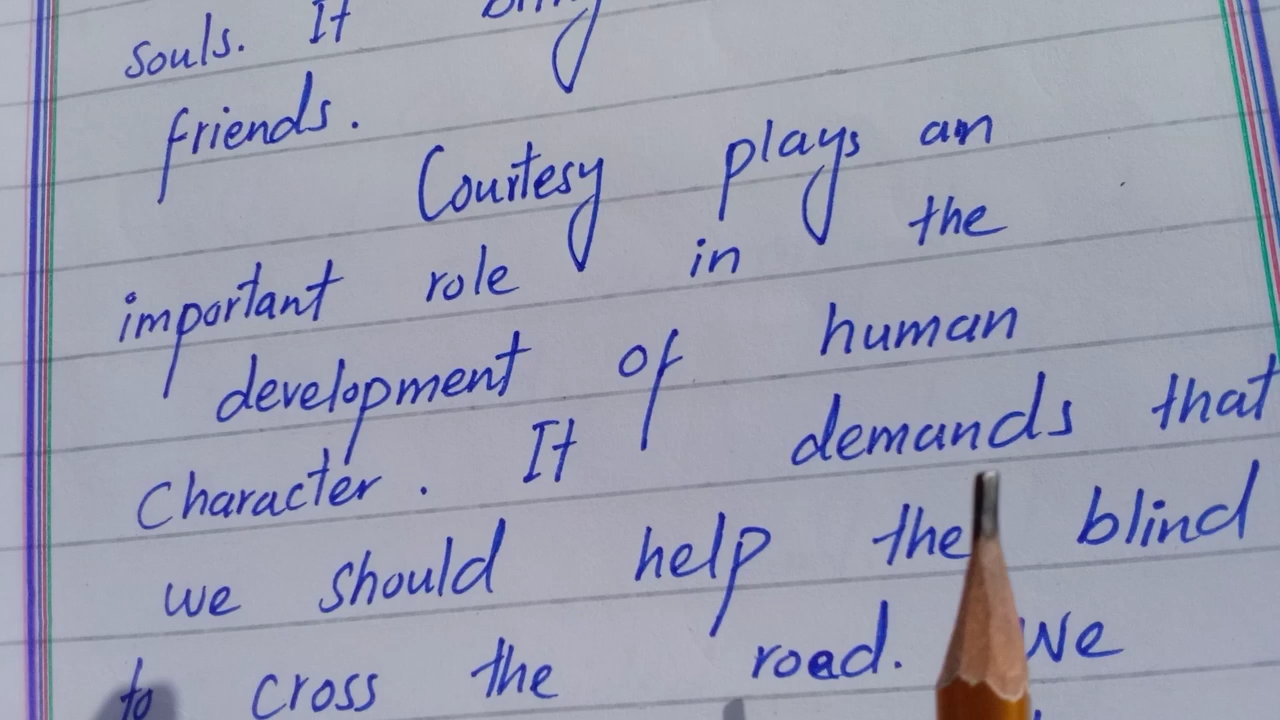 souls. It
friends.
Courtesy plays an
important role in the
development of human
Character. It demands that
we should help the blind
to cross the road. We